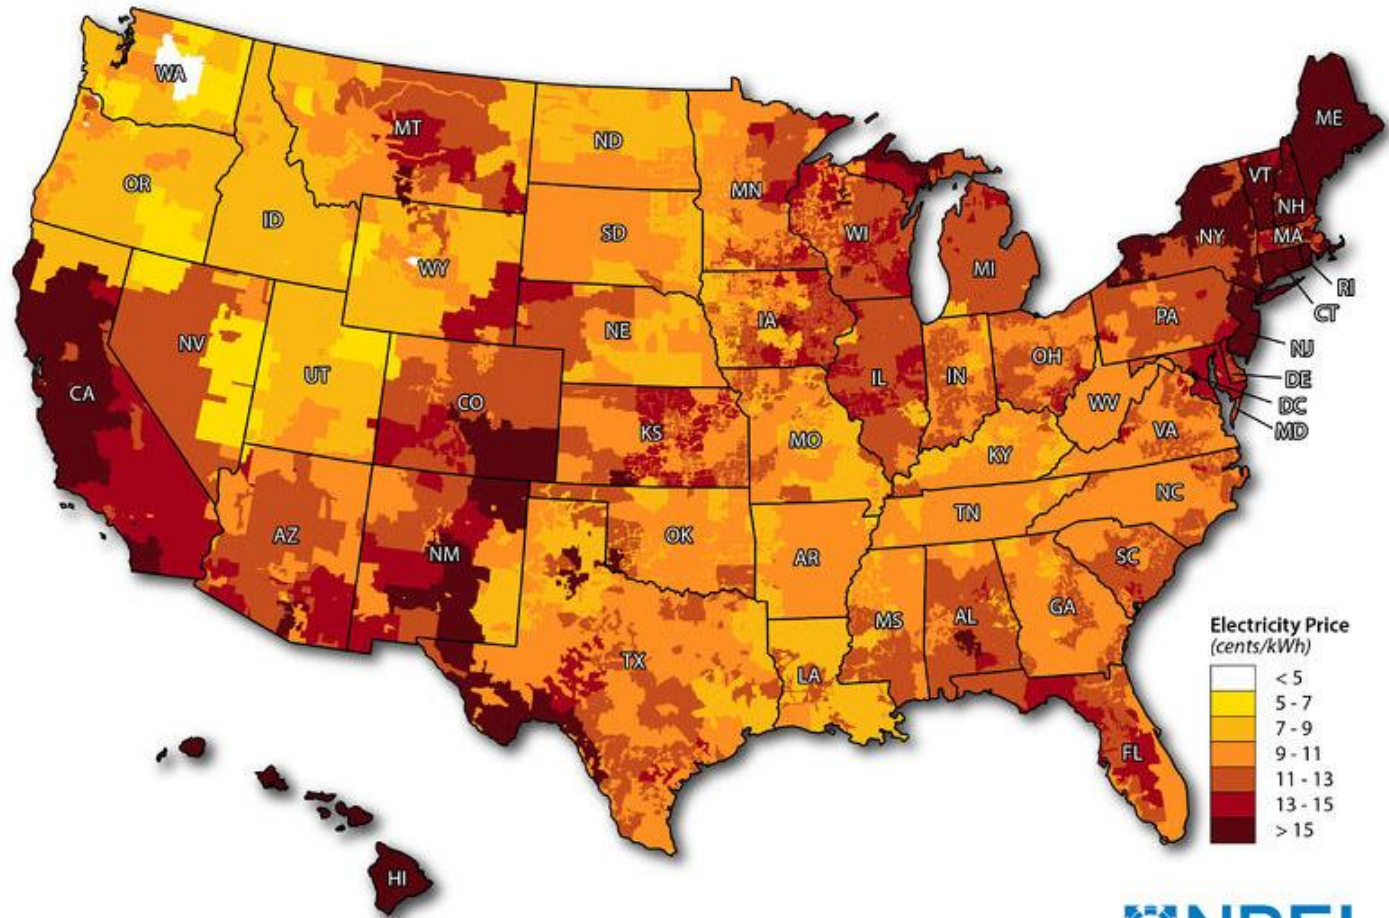 WA
MT
ND
MN
ME
VT
NH
OR
ID
SD
WI
NY
MA
WY
MI
RI
CT
NV
NE
IA
PA
NJ
UT
OH
IL
IN
DE
CA
CO
WV
DC
KS
MO
VA
MD
KY
NC
AZ
NM
OK
TN
AR
SC
MS
AL
GA
TX
LA
FL
HI
Electricity Price
(cents/kWh)
< 5
5 - 7
7 - 9
9 - 11
11 - 13
13 - 15
> 15